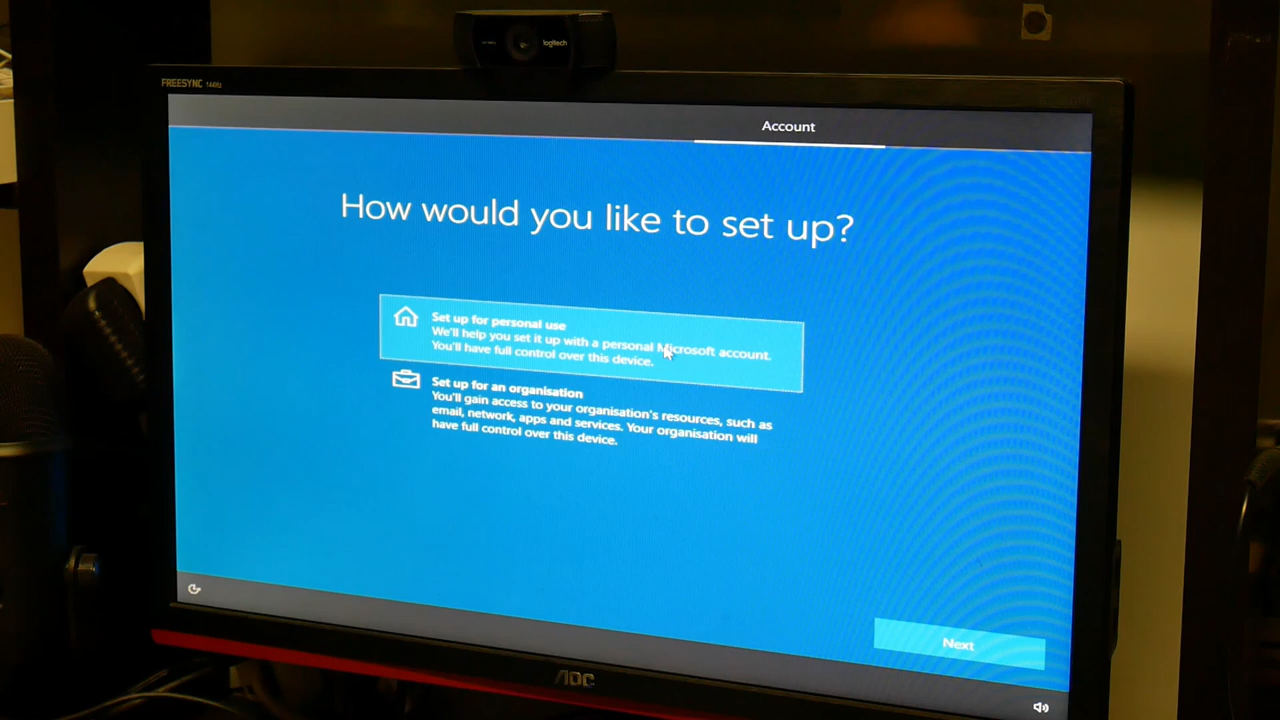 logitech
FREESYNC 144Hz
Account
How would you like to set up?
Set up for personal use
We'll help you set it up with a personal Microsoft account.
You'll have full control over this device.
Set up for an organisation
You'll gain access to your organisation's resources, such as
email, network, apps and services. Your organisation will
have full control over this device.
Next
AOC